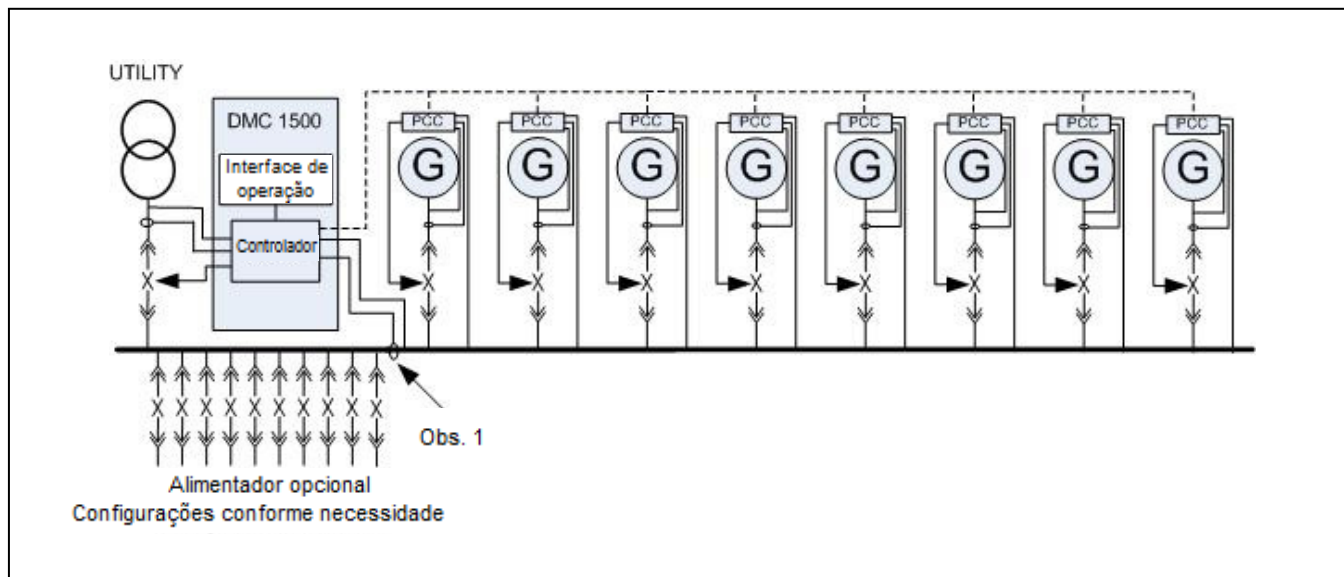 UTILITY
DMC 1500
Interface de
operação
Controlador
PCC PCC PCC PCC PCC PCC PCC PCC
G G G G G G G G
Obs. 1
Alimentador opcional
Configurações conforme necessidade